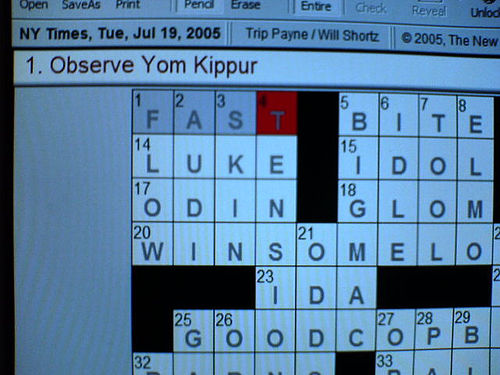 Open SaveAs Print Pencil Erase Entire Check Reveal
NY Times, Tue, Jul 19, 2005 Trip Payne / Will Shortz © 2005, The New
1. Observe Yom Kippur
1 2 3 4 5 6 7 8
F A S T B I T E
14 15
L U K E I D O L
17 18
O D I N G L O M
20 21
W I N S O M E L O
23
I D A
25 26 27 28 29
G O O D C O P B
32 33